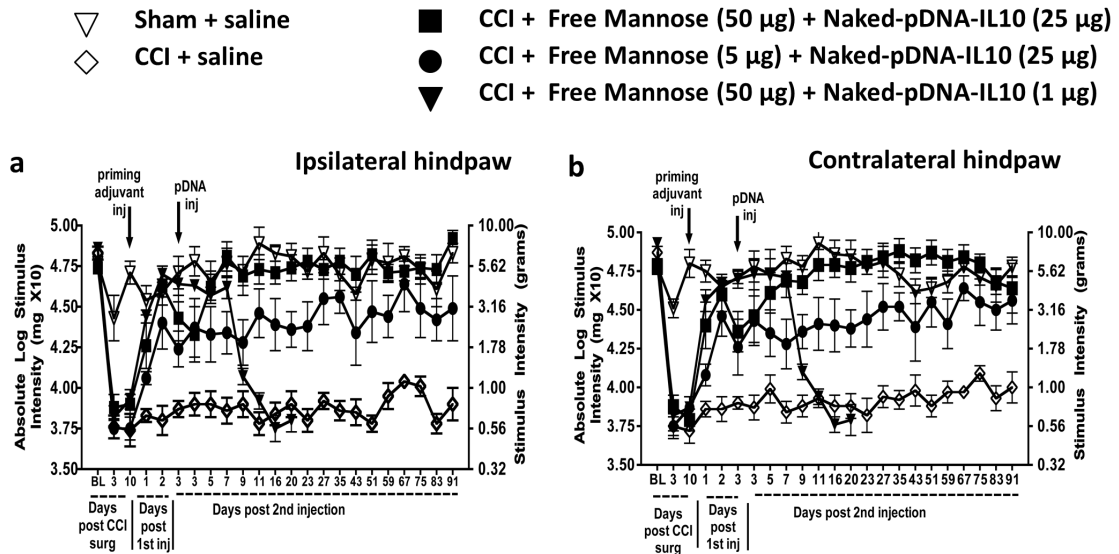 Sham + saline
CCI + saline
CCI + Free Mannose (50 µg) + Naked-pDNA-IL10 (25 µg)
CCI + Free Mannose (5 µg) + Naked-pDNA-IL10 (25 µg)
CCI + Free Mannose (50 µg) + Naked-pDNA-IL10 (1 µg)
a
Ipsilateral hindpaw
priming
adjuvant
inj
pDNA
inj
Absolute Log Stimulus
Intensity (mg X10)
5.00
4.75
4.50
4.25
4.00
3.75
3.50
10.00
5.62
3.16
1.78
1.00
0.56
0.32
Stimulus Intensity (grams)
BL 3 10 1 2 3 3 5 7 9 11 16 20 23 27 35 43 51 59 67 75 83 91
Days
post CCI
surg
Days
post
1st inj
Days post 2nd injection
b
Contralateral hindpaw
priming
adjuvant
inj
pDNA
inj
Absolute Log Stimulus
Intensity (mg X10)
5.00
4.75
4.50
4.25
4.00
3.75
3.50
10.00
5.62
3.16
1.78
1.00
0.56
0.32
Stimulus Intensity (grams)
BL 3 10 1 2 3 3 5 7 9 11 16 20 23 27 35 43 51 59 67 75 83 91
Days
post CCI
surg
Days
post
1st inj
Days post 2nd injection